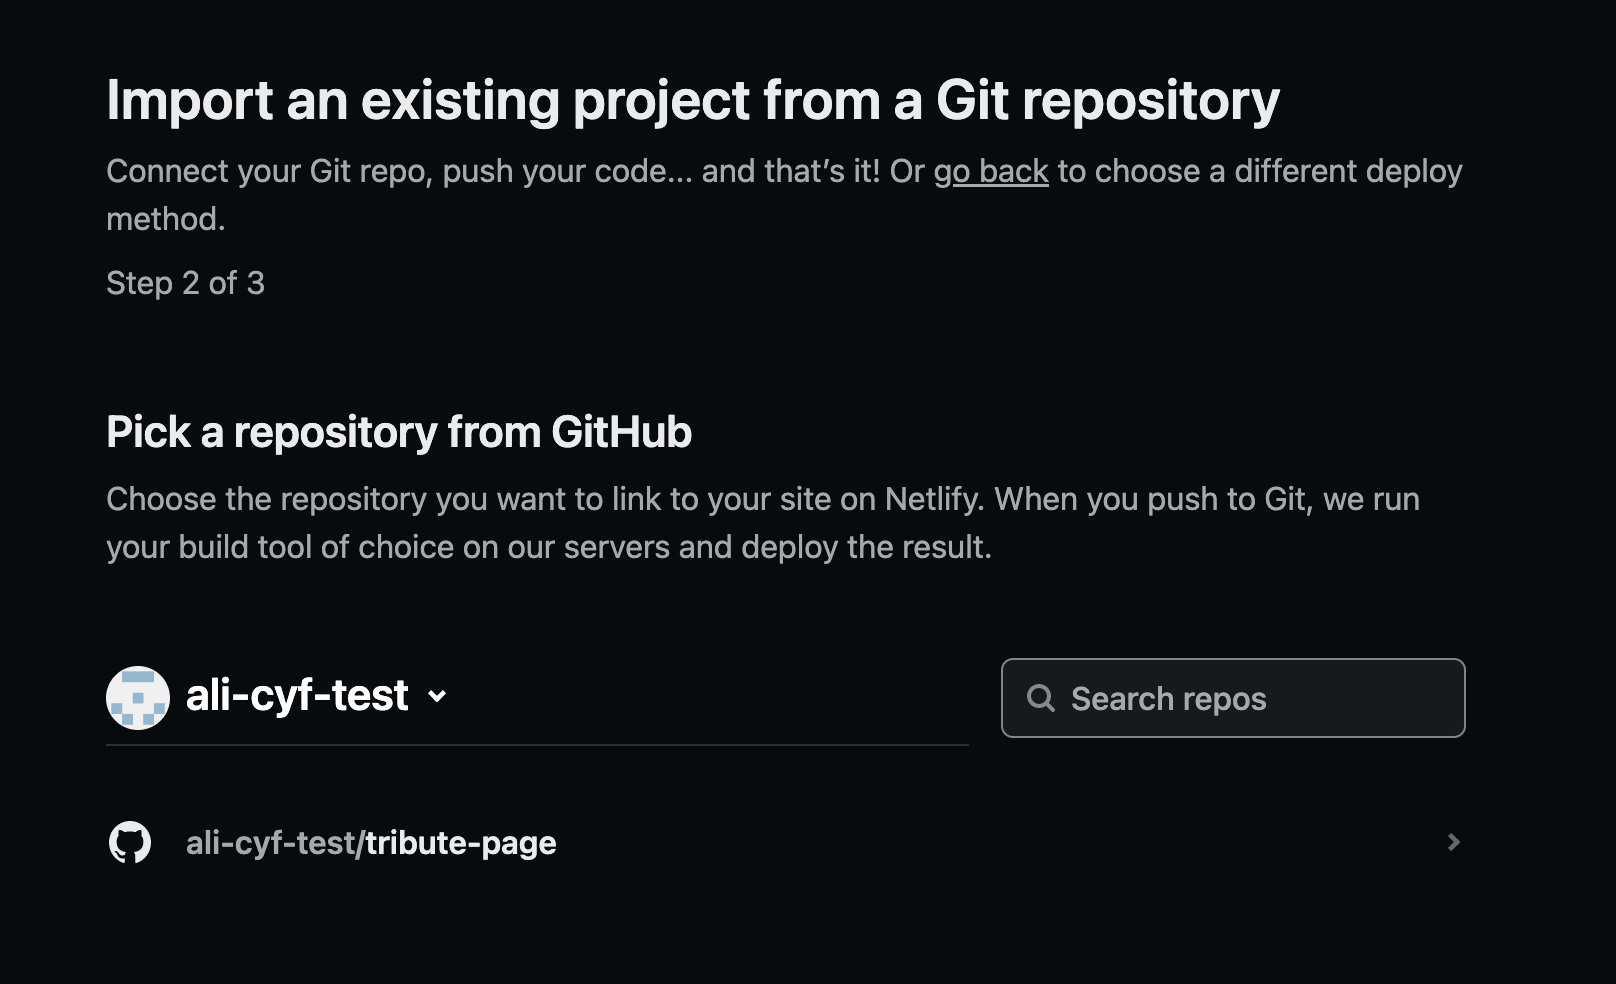 Import an existing project from a Git repository
Connect your Git repo, push your code... and that’s it! Or go back to choose a different deploy
method.
Step 2 of 3
Pick a repository from GitHub
Choose the repository you want to link to your site on Netlify. When you push to Git, we run
your build tool of choice on our servers and deploy the result.
ali-cyf-test
Search repos
ali-cyf-test/tribute-page